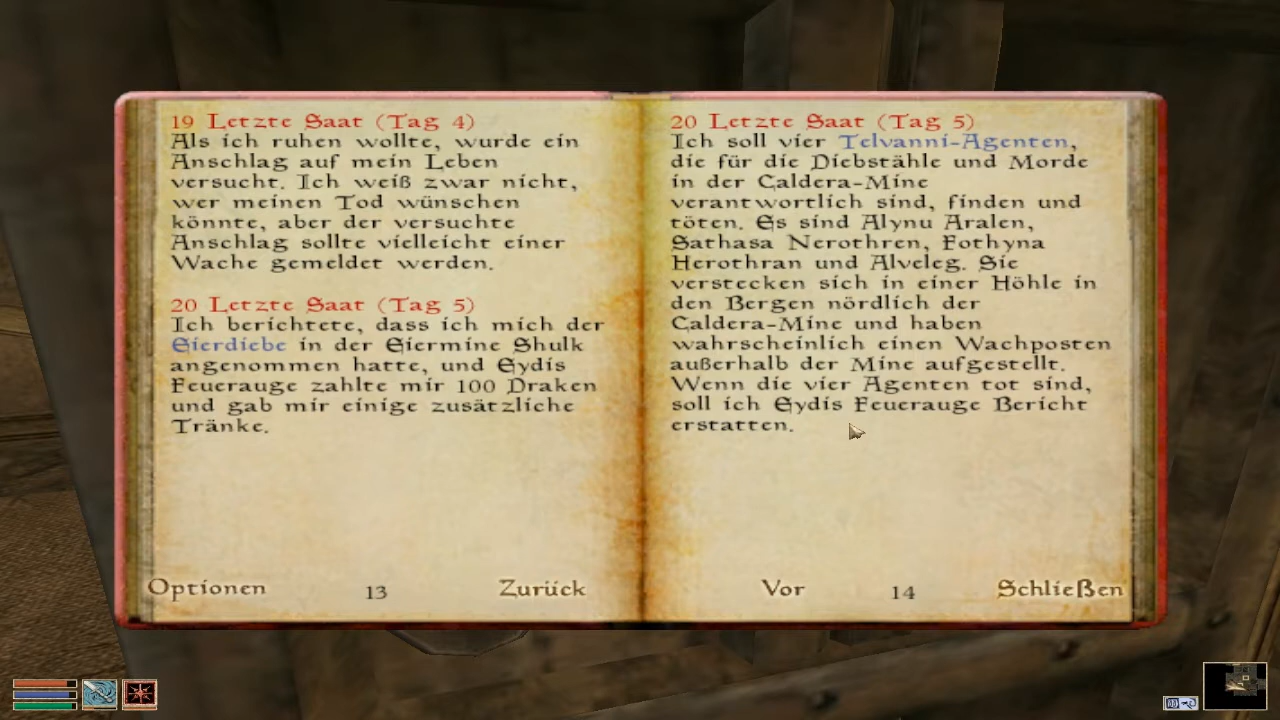 19 Letzte Saat (Tag 4)
Als ich ruhen wollte, wurde ein
Anschlag auf mein Leben
versucht. Ich weiß zwar nicht,
wer meinen Tod wünschen
könnte, aber der versuchte
Anschlag sollte vielleicht einer
Wache gemeldet werden.
20 Letzte Saat (Tag 5)
Ich berichtete, dass ich mich der
Eierdiebe in der Eiermine Shulk
angenommen hatte, und Eydis
Feuerauge zahlte mir 100 Draken
und gab mir einige zusätzliche
Tränke.
Optionen
13
Zurück
20 Letzte Saat (Tag 5)
Ich soll vier Telvanni-Agenten,
die für die Diebstähle und Morde
in der Caldera-Mine
verantwortlich sind, finden und
töten. Es sind Alynu Aralen,
Sathasa Nerothren, Fothyna
Herothran und Alveleg. Sie
verstecken sich in einer Höhle in
den Bergen nördlich der
Caldera-Mine und haben
wahrscheinlich einen Wachposten
außerhalb der Mine aufgestellt.
Wenn die vier Agenten tot sind,
soll ich Eydis Feuerauge Bericht
erstatten.
Vor
14
Schließen